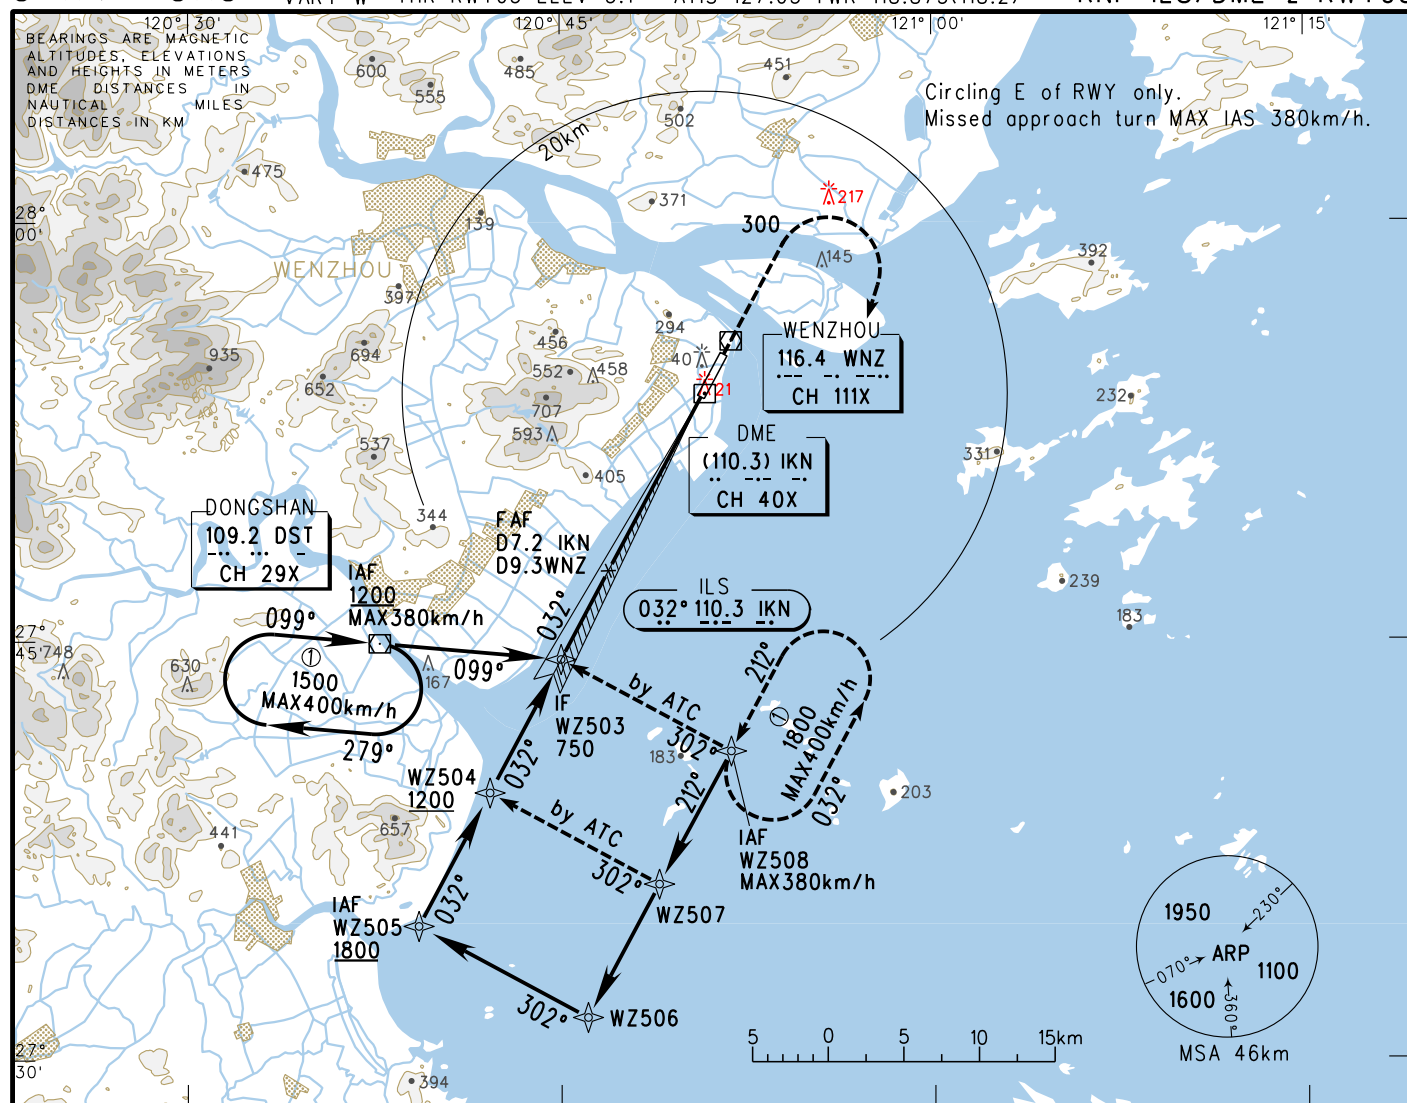 120°30'
120°45'
121°00'
121°15'
BEARINGS ARE MAGNETIC
ALTITUDES, ELEVATIONS
AND HEIGHTS IN METERS
DME DISTANCES IN
NAUTICAL MILES
DISTANCES IN KM
Circling E of RWY only.
Missed approach turn MAX IAS 380km/h.
600
485
555
451
502
20km
475
371
217
139
28°
00'
300
145
392
WENZHOU
397
294
456
694
935
40
WENZHOU
116.4 WNZ
CH 111X
552
458
652
21
707
232
800
400
593
DME
(110.3) IKN
CH 40X
537
331
405
DONGSHAN
109.2 DST
CH 29X
344
FAF
D7.2 IKN
D9.3WNZ
IAF
1200
MAX380km/h
239
ILS
032° 110.3 IKN
183
099°
032°
27°
45'
748
630
①
1500
MAX400km/h
167
099°
212°
by ATC
①
1800
MAX400km/h
279°
IF
WZ503
750
302°
183
032°
WZ504
1200
032°
212°
203
by ATC
657
441
IAF
WZ508
MAX380km/h
302°
IAF
WZ505
1800
032°
WZ507
1950
230°
ARP
070°
1100
1600
360°
302°
WZ506
5 0 5 10 15km
MSA 46km
27°
30'
394